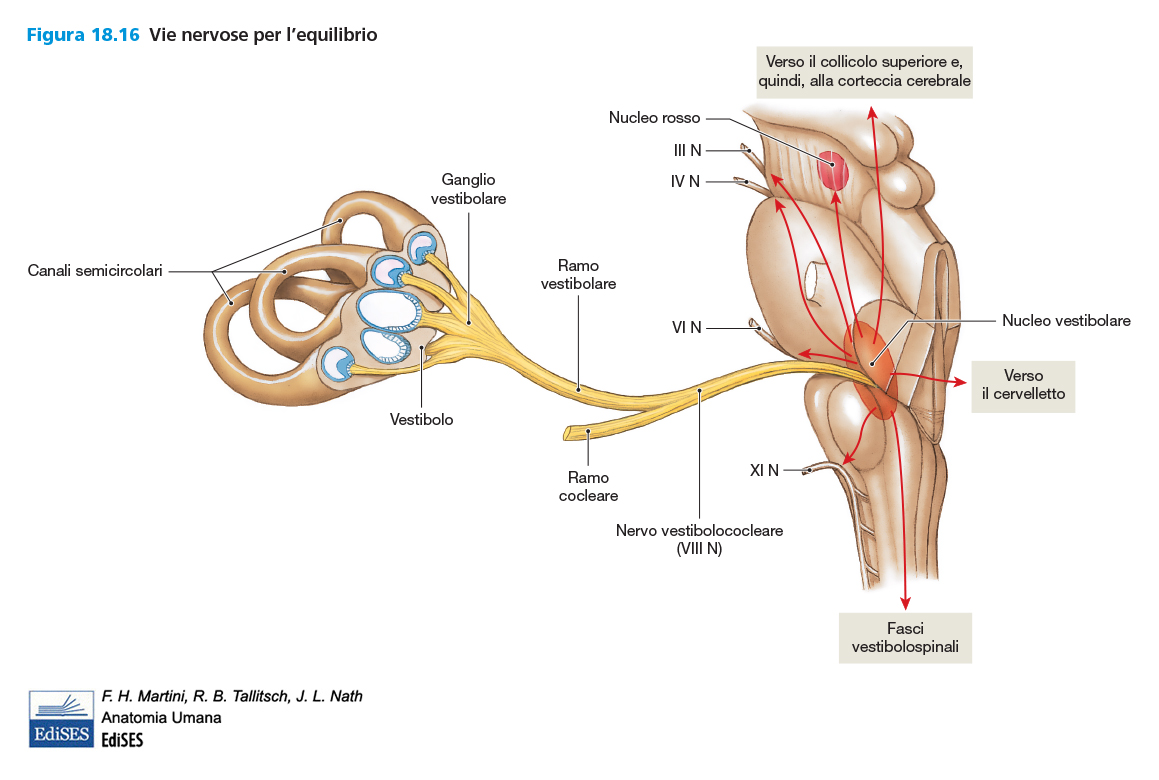 Figura 18.16 Vie nervose per l'equilibrio
Verso il collicolo superiore e,
quindi, alla corteccia cerebrale
Nucleo rosso
III N
IV N
Ganglio
vestibolare
Canali semicircolari
Ramo
vestibolare
VI N
Nucleo vestibolare
Verso
il cervelletto
Vestibolo
XI N
Ramo
cocleare
Nervo vestibolococleare
(VIII N)
Fasci
vestibolospinali
F. H. Martini, R. B. Tallitsch, J. L. Nath
Anatomia Umana
EdiSES
EdiSES